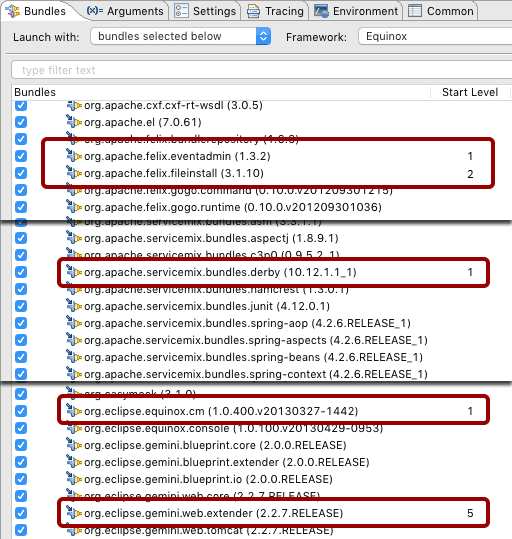 Bundles Arguments Settings Tracing Environment Common
Launch with: bundles selected below Framework: Equinox
type filter text
Bundles Start Level
org.apache.cxf.cxf-rt-wsdl (3.0.5)
org.apache.el (7.0.61)
org.apache.felix.bundlerepository (1.6.6)
org.apache.felix.eventadmin (1.3.2) 1
org.apache.felix.fileinstall (3.1.10) 2
org.apache.felix.gogo.command (0.10.0.v201209301215)
org.apache.felix.gogo.runtime (0.10.0.v201209301036)
org.apache.servicemix.bundles.asm (3.3.1.1)
org.apache.servicemix.bundles.aspectj (1.8.9.1)
org.apache.servicemix.bundles.c3p0 (0.9.5.2_1)
org.apache.servicemix.bundles.derby (10.12.1.1_1) 1
org.apache.servicemix.bundles.hamcrest (1.3.0.1)
org.apache.servicemix.bundles.junit (4.12.0.1)
org.apache.servicemix.bundles.spring-aop (4.2.6.RELEASE_1)
org.apache.servicemix.bundles.spring-aspects (4.2.6.RELEASE_1)
org.apache.servicemix.bundles.spring-beans (4.2.6.RELEASE_1)
org.apache.servicemix.bundles.spring-context (4.2.6.RELEASE_1)
org.easymock (3.1.0)
org.eclipse.equinox.cm (1.0.400.v20130327-1442) 1
org.eclipse.equinox.console (1.0.100.v20130429-0953)
org.eclipse.gemini.blueprint.core (2.0.0.RELEASE)
org.eclipse.gemini.blueprint.extender (2.0.0.RELEASE)
org.eclipse.gemini.blueprint.io (2.0.0.RELEASE)
org.eclipse.gemini.web.core (2.2.7.RELEASE)
org.eclipse.gemini.web.extender (2.2.7.RELEASE) 5
org.eclipse.gemini.web.tomcat (2.2.7.RELEASE)